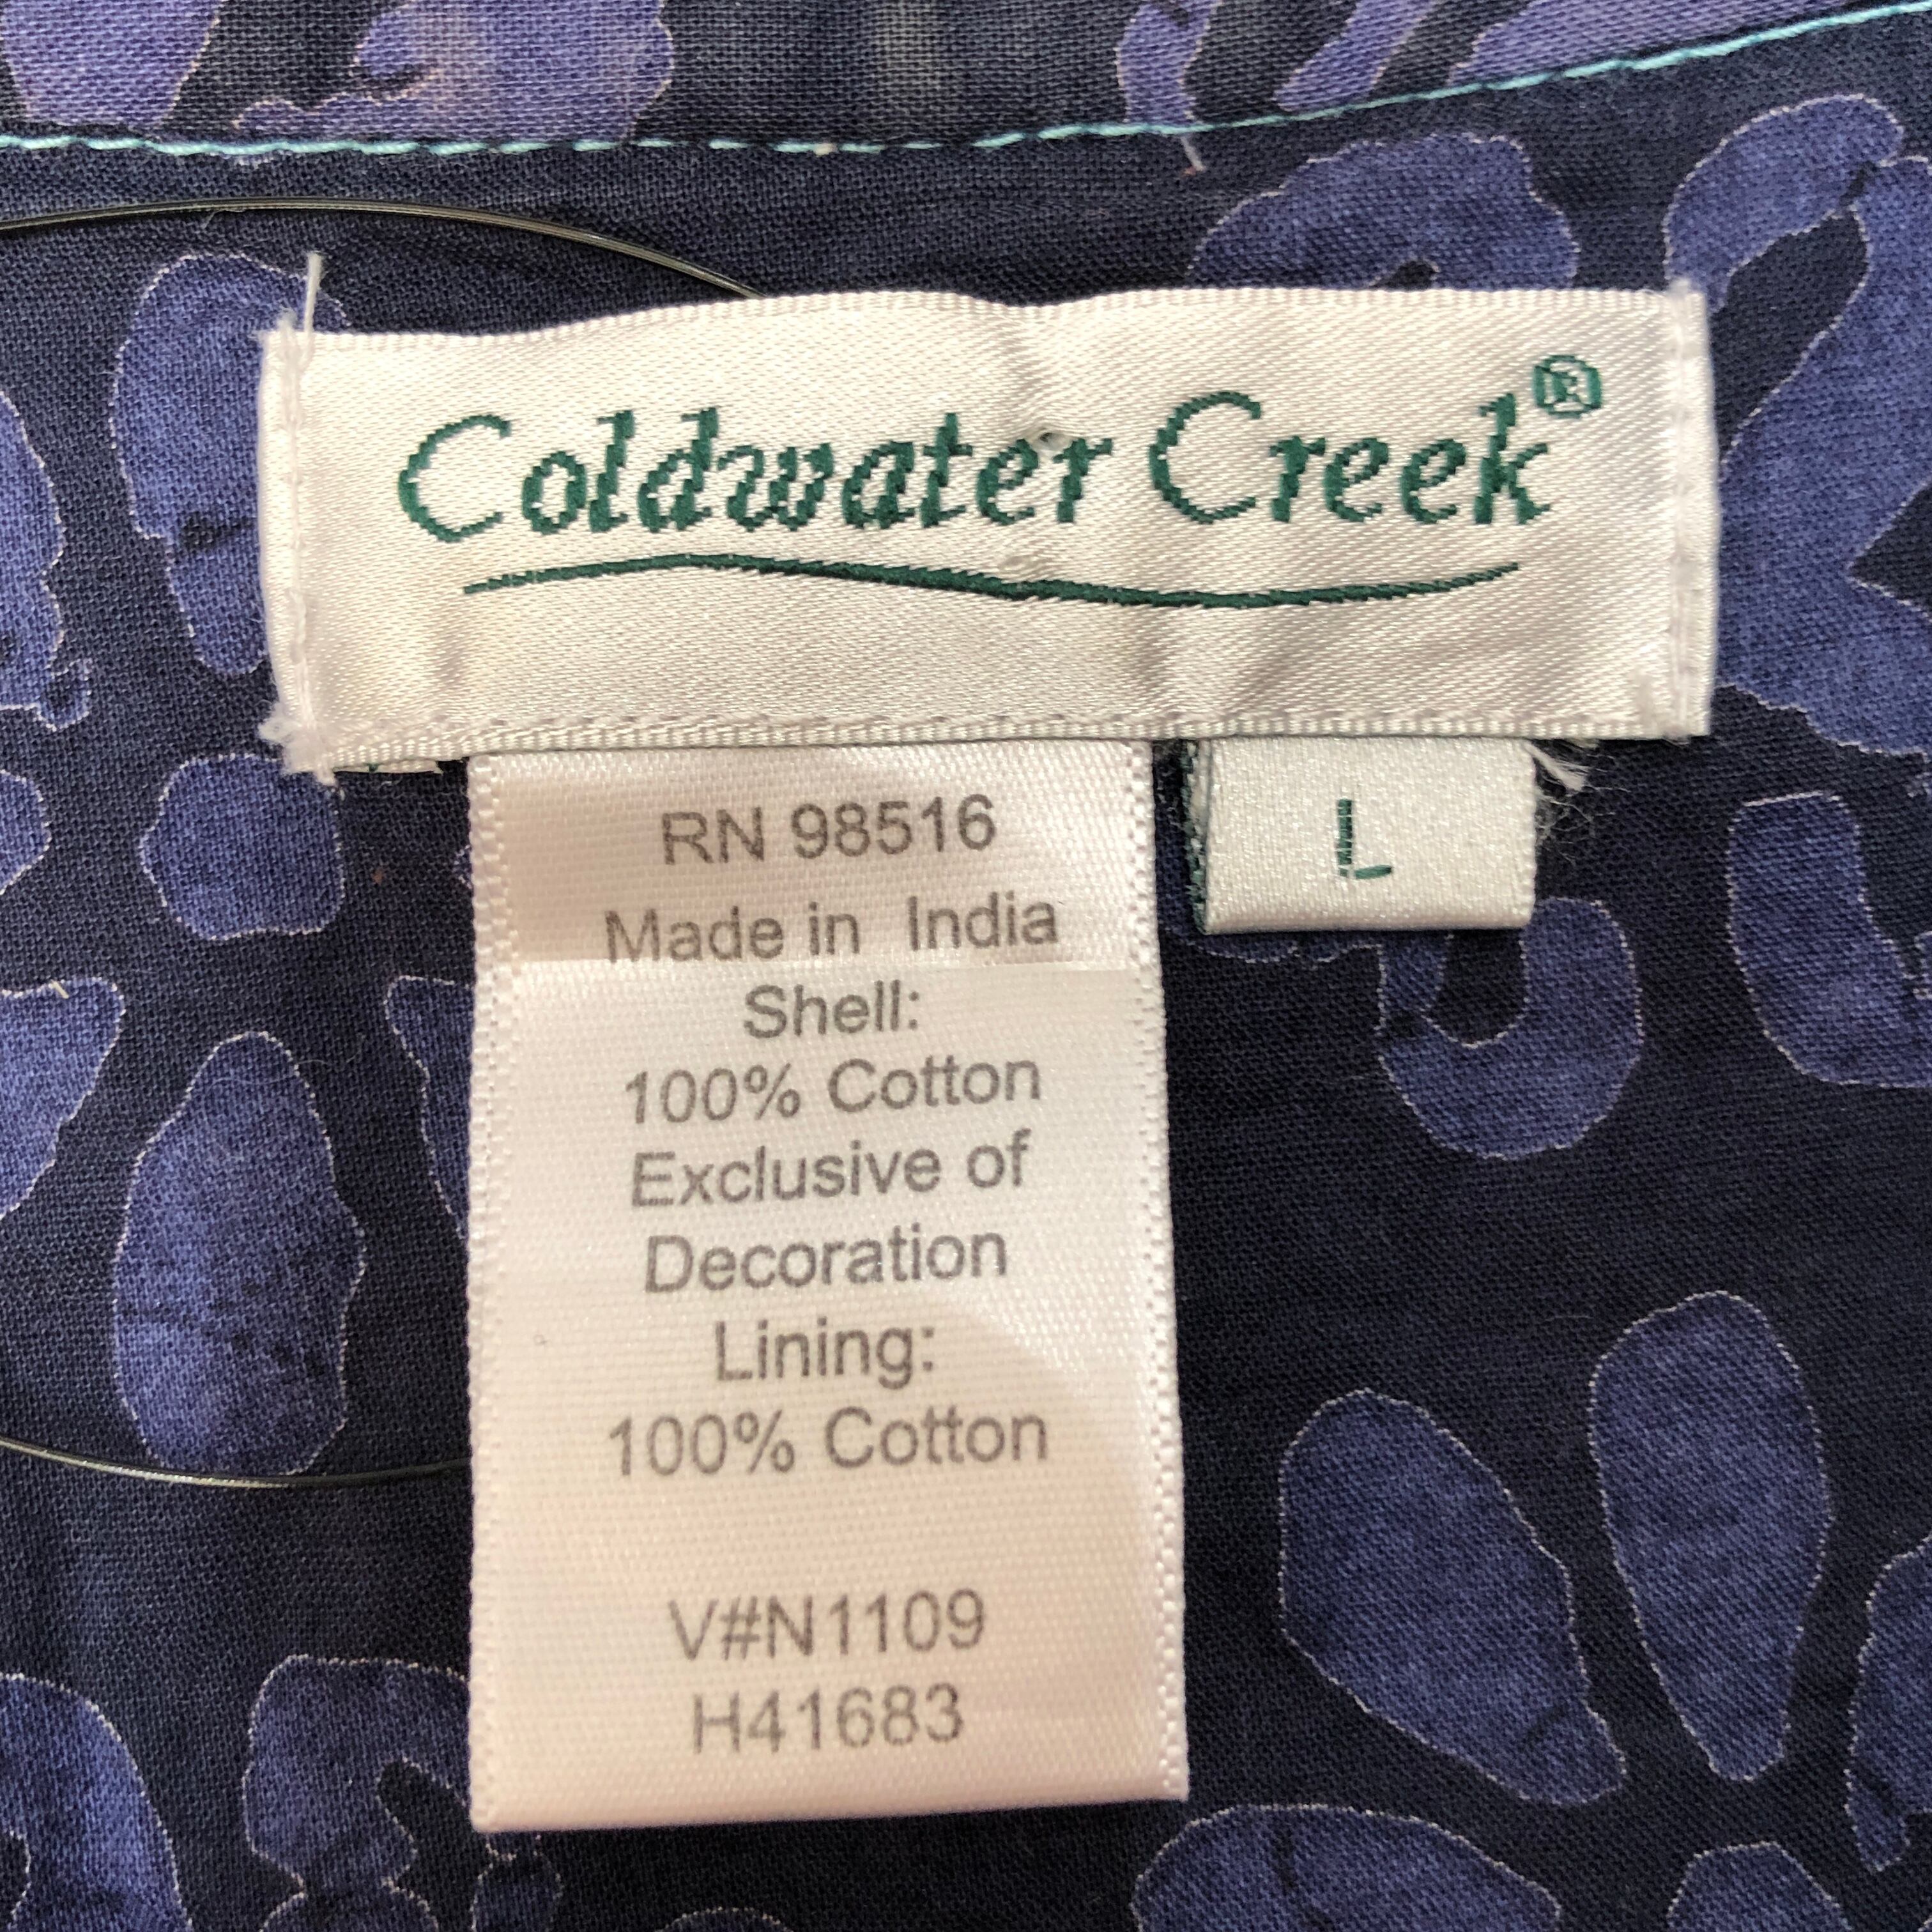 Coldwater Creek®
L
RN 98516
Made in India
Shell:
100% Cotton
Exclusive of
Decoration
Lining:
100% Cotton
V#N1109
H41683